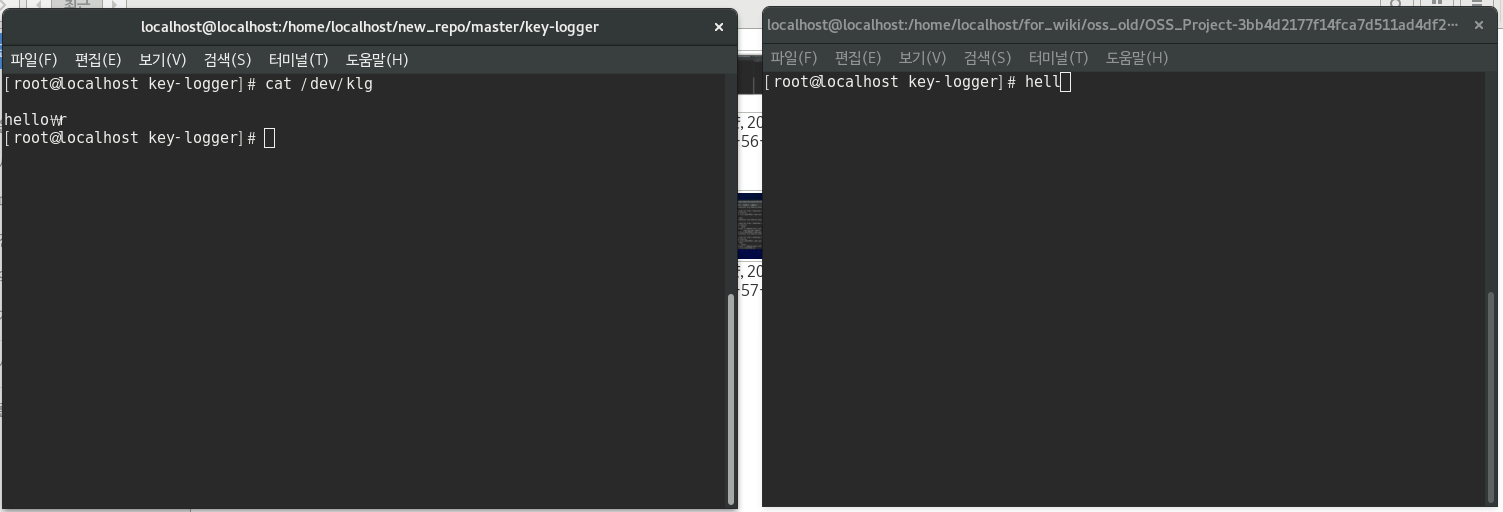 최근
localhost@localhost:/home/localhost/new_repo/master/key-logger
파일(F) 편집(E) 보기(V) 검색(S) 터미널(T) 도움말(H)
[root@localhost key-logger]# cat /dev/klg
hello₩r
[root@localhost key-logger]#
, 20
-56-
, 20
-57-
localhost@localhost:/home/localhost/for_wiki/oss_old/OSS_Project-3bb4d2177f14fca7d511ad4df2···
파일(F) 편집(E) 보기(V) 검색(S) 터미널(T) 도움말(H)
[root@localhost key-logger]# hell